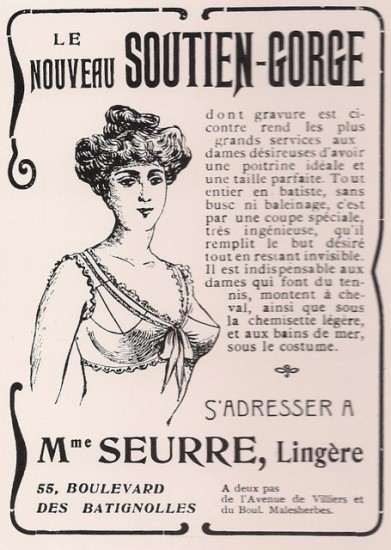 LE
NOUVEAU SOUTIEN-GORGE
dont gravure est ci-
contre rend les plus
grands services aux
dames désireuses d'avoir
une poitrine idéale et
une taille parfaite. Tout
entier en batiste, sans
busc ni baleinage, c'est
par une coupe spéciale,
très ingénieuse, qu'il
remplit le but désiré
tout en restant invisible.
Il est indispensable aux
dames qui font du ten-
nis, montent à che-
val, ainsi que sous
la chemisette légère,
et aux bains de mer,
sous le costume.
S'ADRESSER A
Mme SEURRE, Lingère
55, BOULEVARD
DES BATIGNOLLES
A deux pas
de l'Avenue de Villiers et
du Boul. Malesherbes.